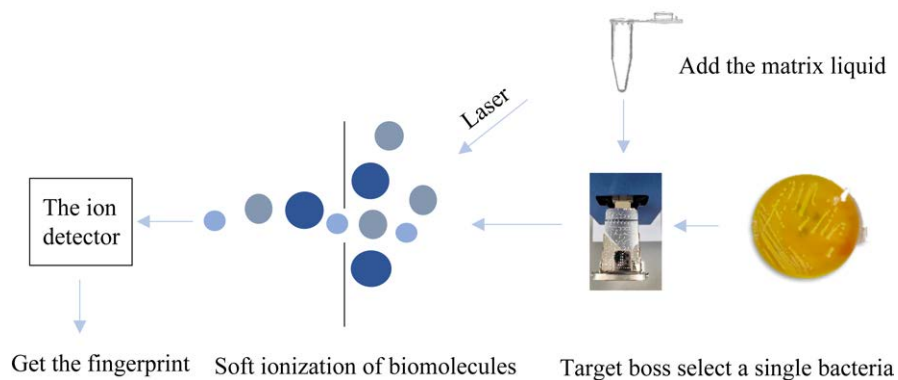 Add the matrix liquid
Laser
The ion
detector
Get the fingerprint
Soft ionization of biomolecules
Target boss select a single bacteria